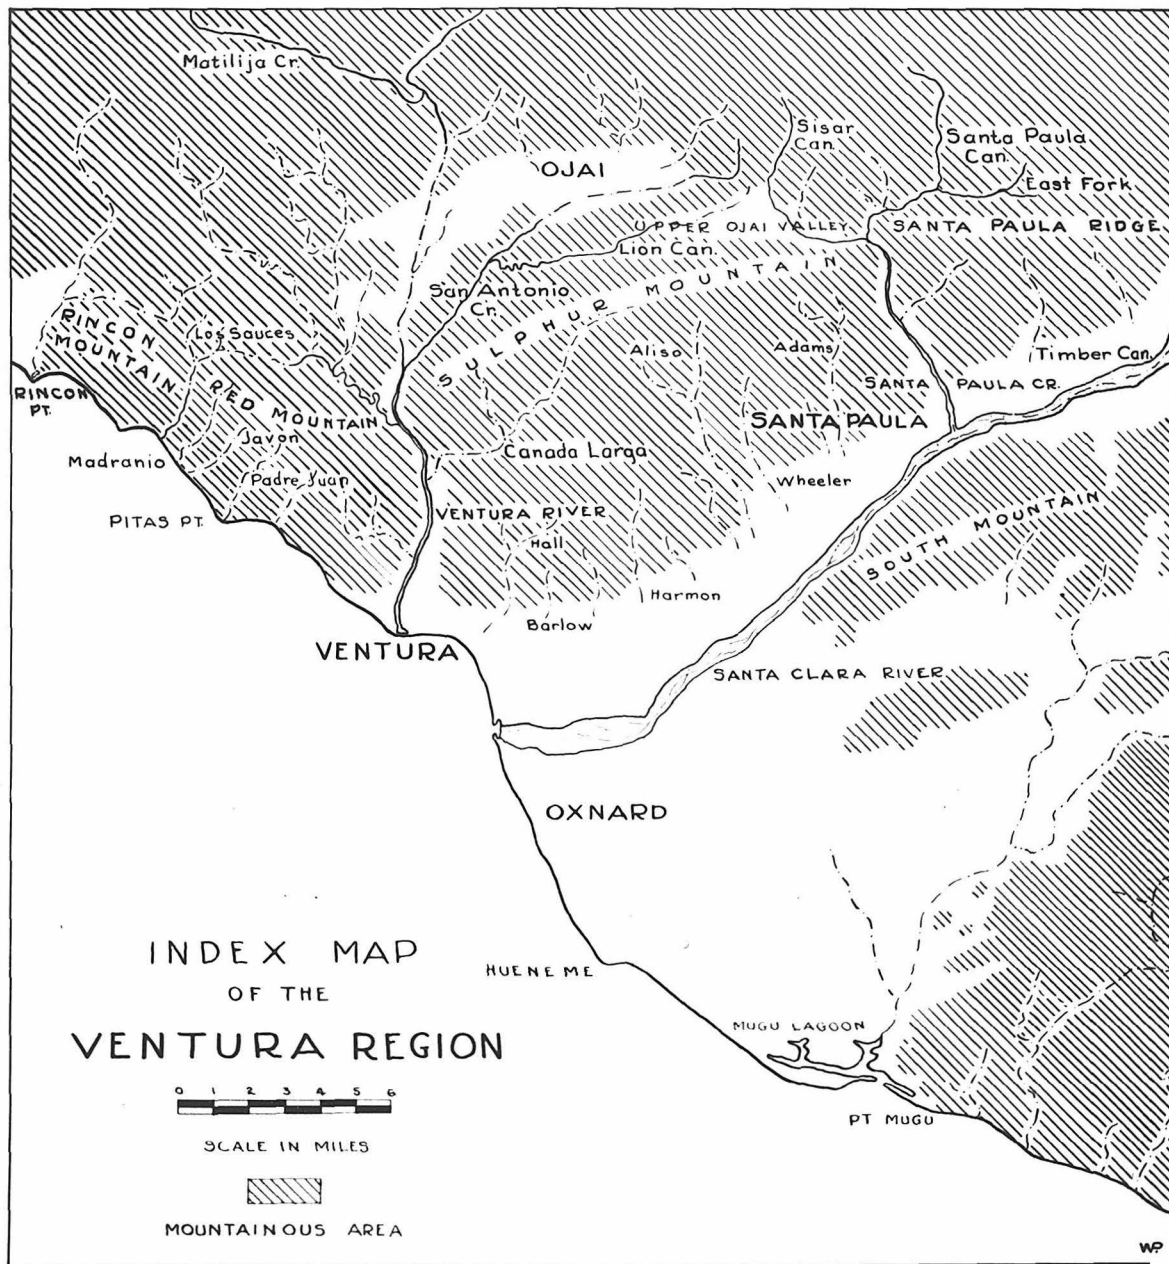 Matilija Cr.
OJAI
Sisar
Can.
Santa Paula
Can.
East Fork
UPPER OJAI VALLEY
SANTA PAULA RIDGE
Lion Can.
San Antonio
Cr.
SULPHUR MOUNTAIN
RINCON
MOUNTAIN
Los Sauces
RED MOUNTAIN
Aliso
Adams
Timber Can.
RINCON
PT.
SANTA PAULA CR.
SANTA PAULA
Javon
Madranio
Padre Juan
Canada Larga
Wheeler
PITAS PT.
VENTURA RIVER
SOUTH MOUNTAIN
Hall
Harmon
Barlow
VENTURA
SANTA CLARA RIVER
OXNARD
HUENEME
MUGU LAGOON
PT MUGU
INDEX MAP
OF THE
VENTURA REGION
0 1 2 3 4 5 6
SCALE IN MILES
MOUNTAINOUS AREA